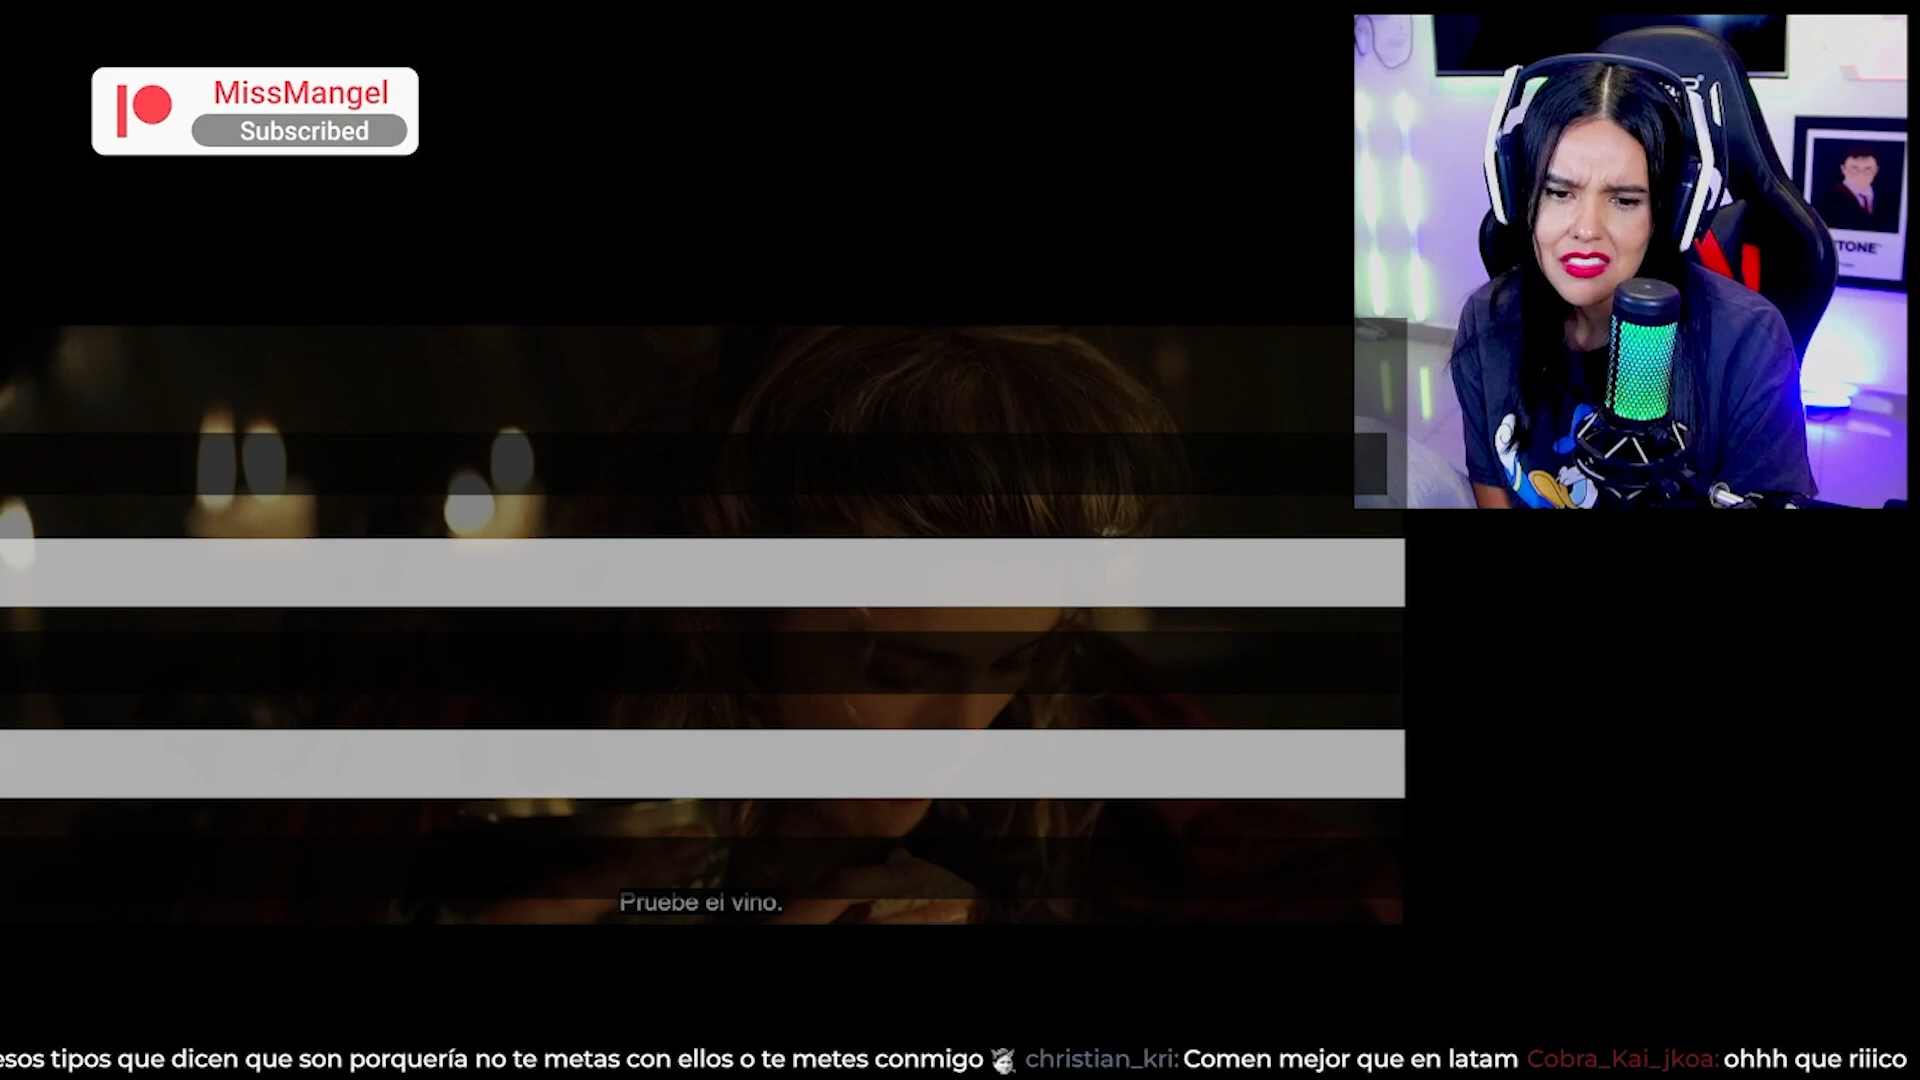 MissMangel
Subscribed
TONE
Pruebe el vino.
esos tipos que dicen que son porquería no te metas con ellos o te metes conmigo christian_kri: Comen mejor que en latam Cobra_Kai_jkoa: ohhh que riiico